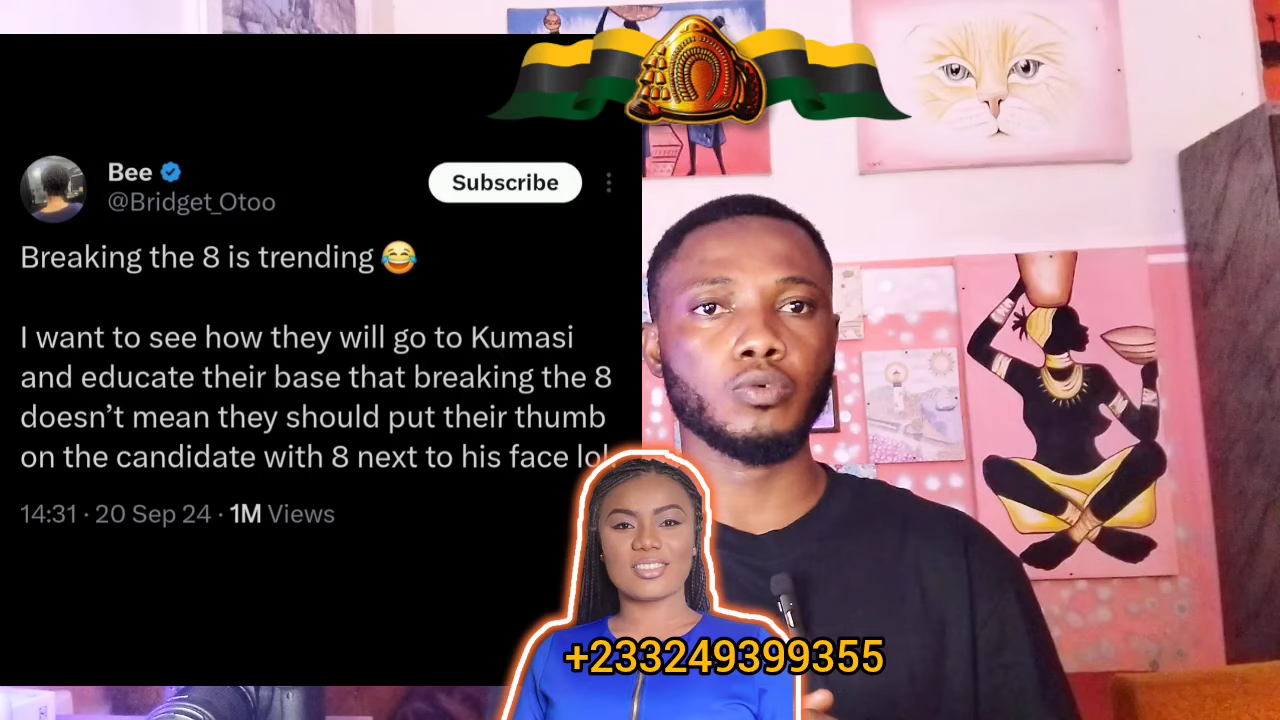 Bee
@Bridget_Otoo
Subscribe
Breaking the 8 is trending 😂
I want to see how they will go to Kumasi
and educate their base that breaking the 8
doesn’t mean they should put their thumb
on the candidate with 8 next to his face lol
14:31 · 20 Sep 24 · 1M Views
+233249399355